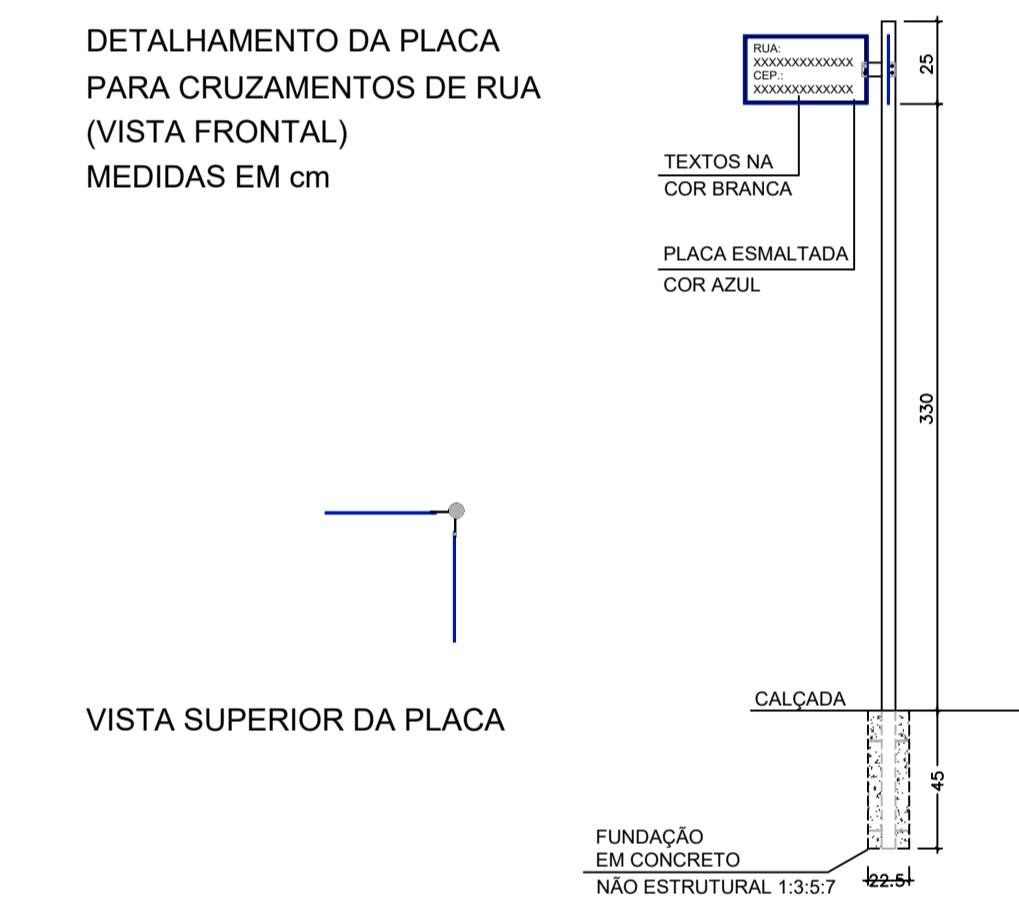 DETALHAMENTO DA PLACA
PARA CRUZAMENTOS DE RUA
(VISTA FRONTAL)
MEDIDAS EM cm
RUA:
XXXXXXXXXXXXX
CEP.:
XXXXXXXXXXXXX
25
TEXTOS NA
COR BRANCA
PLACA ESMALTADA
COR AZUL
330
VISTA SUPERIOR DA PLACA
CALÇADA
45
FUNDAÇÃO
EM CONCRETO
NÃO ESTRUTURAL 1:3:5:7
22.5